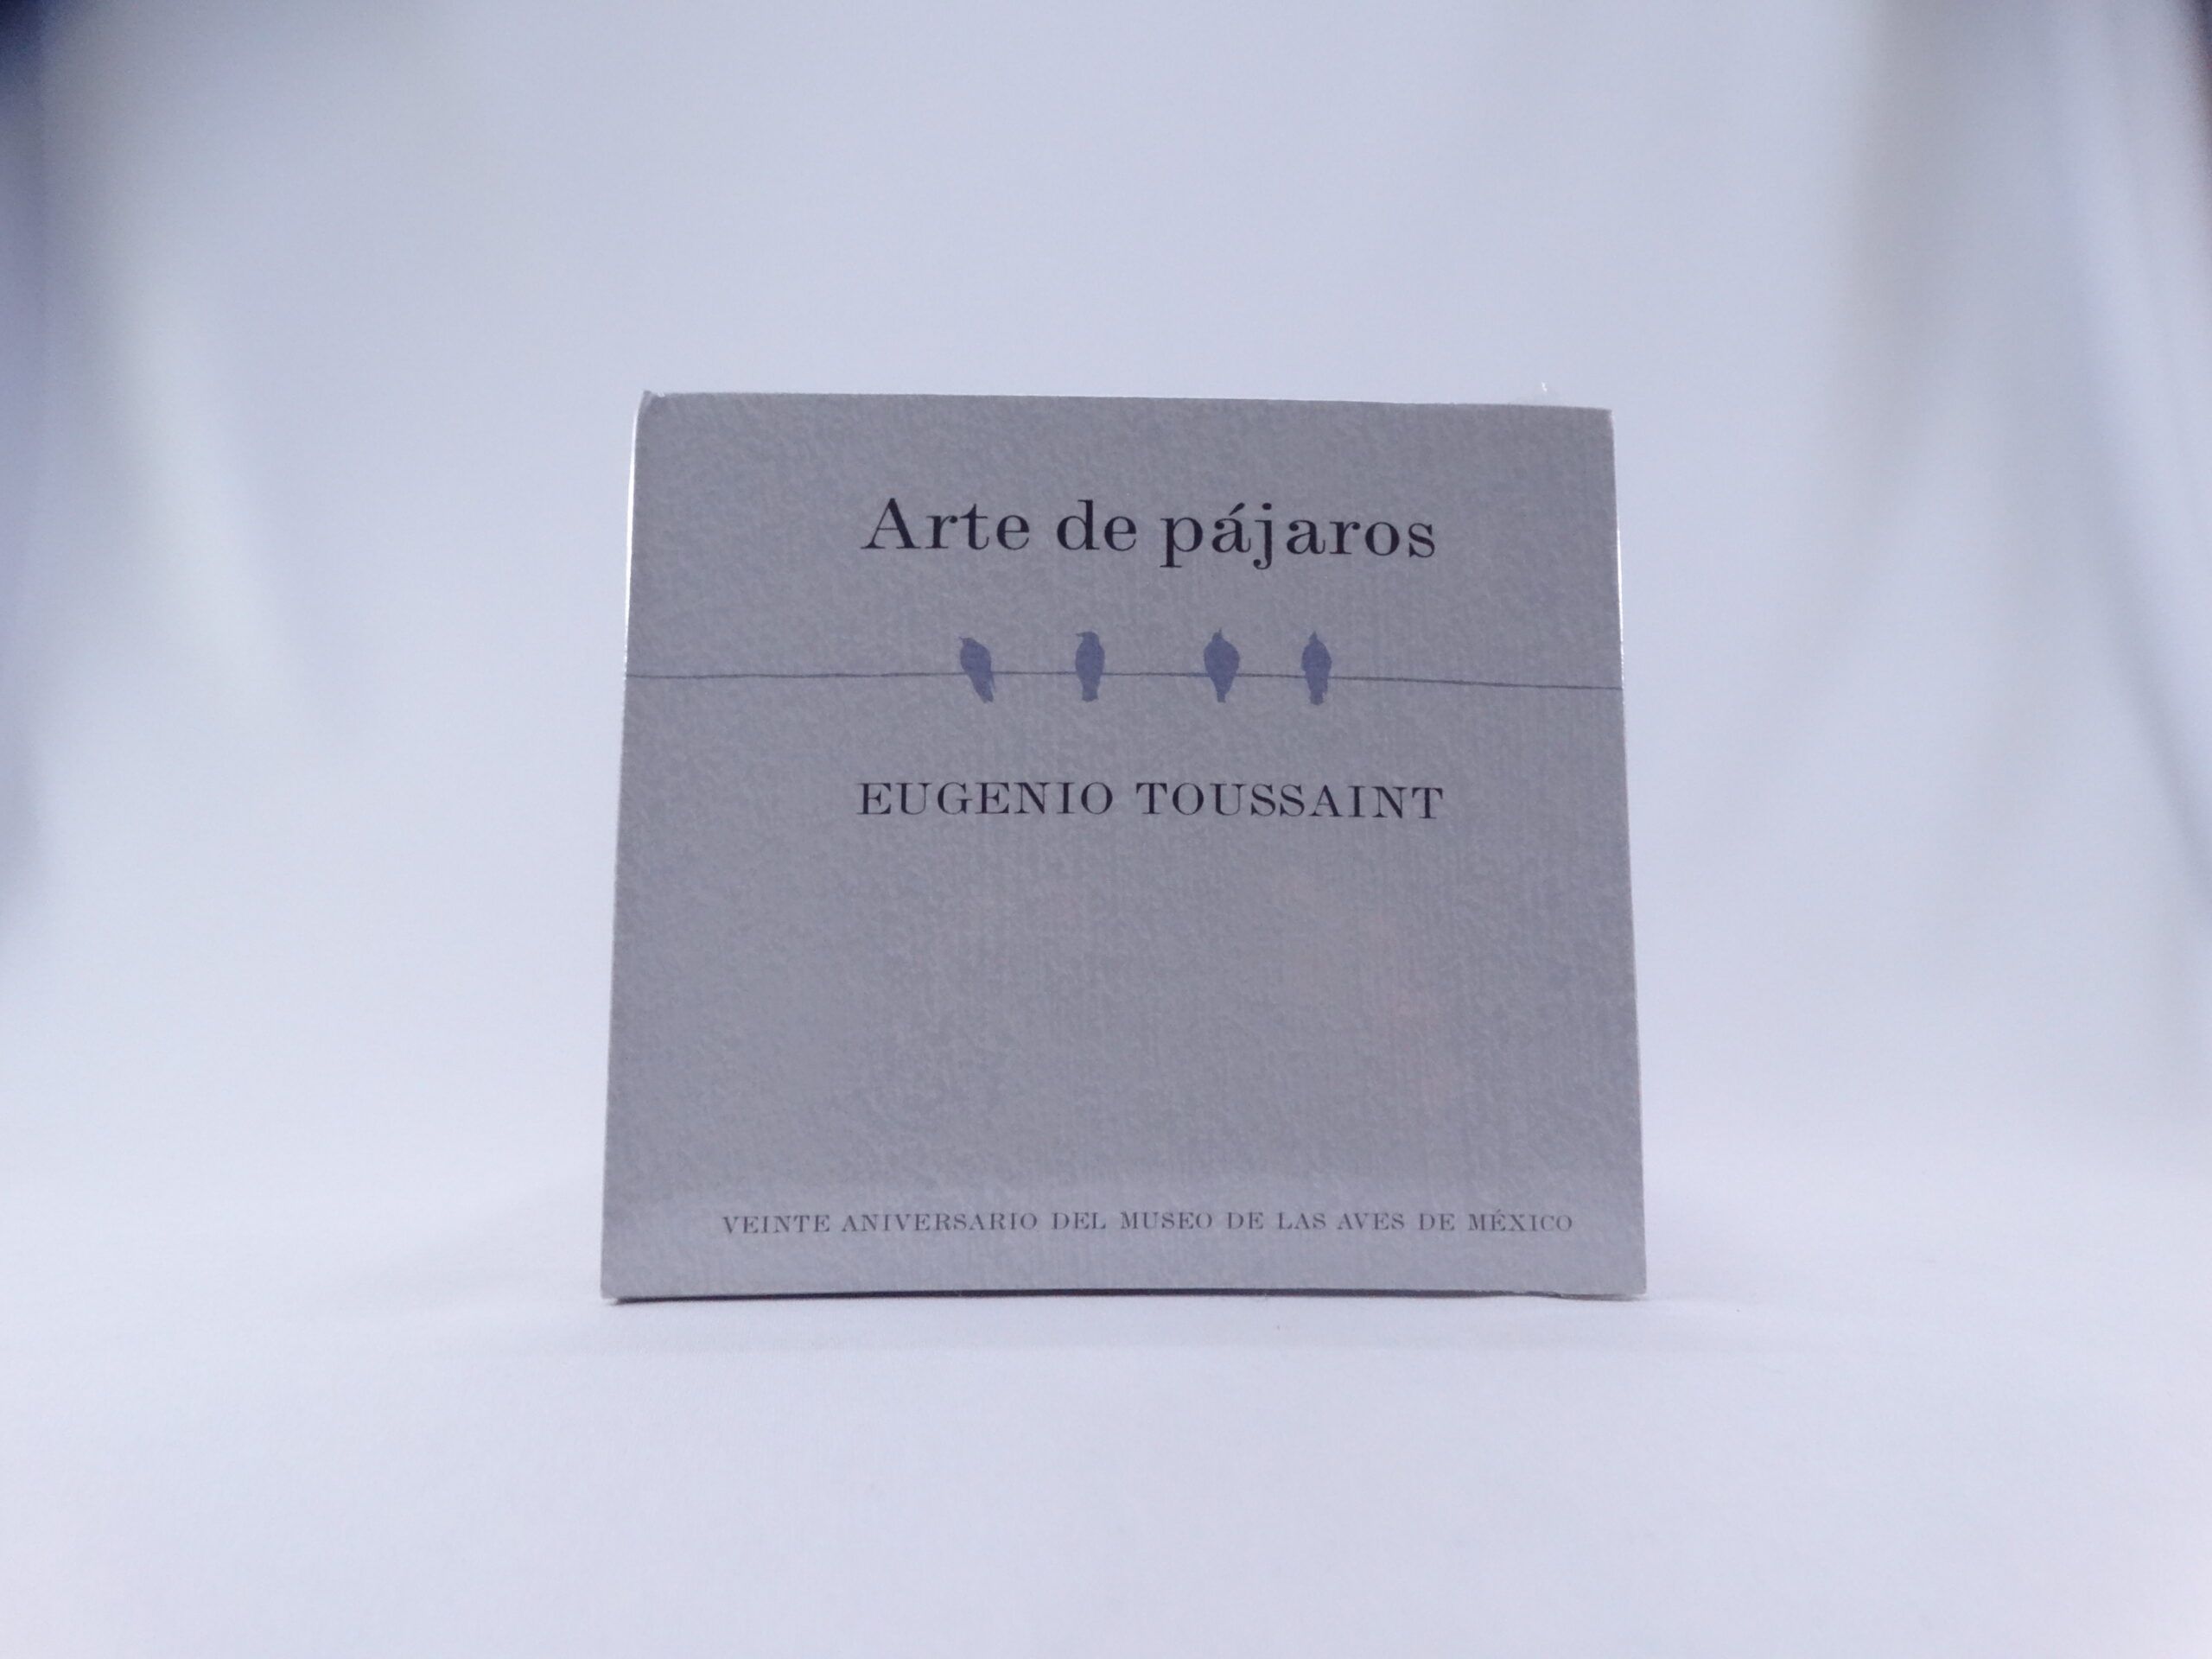 Arte de pájaros
EUGENIO TOUSSAINT
VEINTE ANIVERSARIO DEL MUSEO DE LAS AVES DE MÉXICO